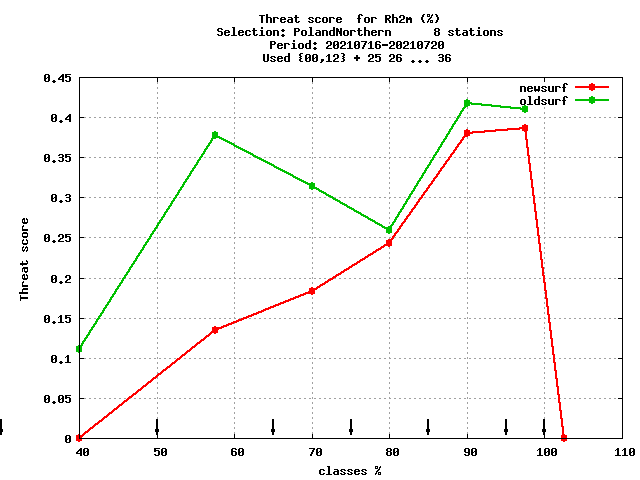 Threat score  for Rh2m (%)
Selection: PolandNorthern      8 stations
Period: 20210716-20210720
Used {00,12} + 25 26 ... 36
newsurf
oldsurf
Threat score
0.45
0.4
0.35
0.3
0.25
0.2
0.15
0.1
0.05
0
40 50 60 70 80 90 100 110
classes %